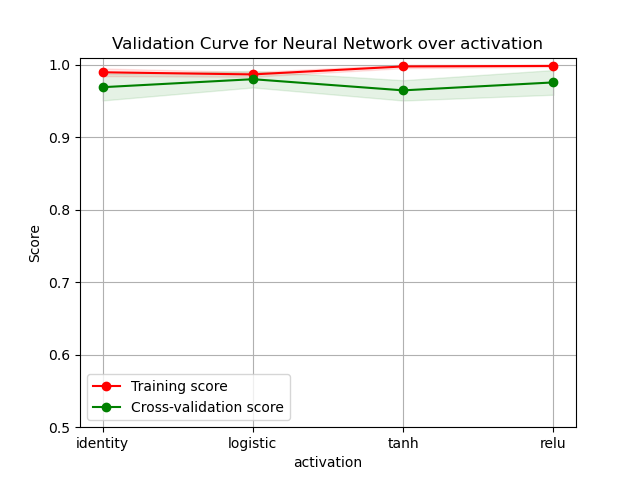 Validation Curve for Neural Network over activation
1.0
0.9
0.8
0.7
0.6
0.5
Score
Training score
Cross-validation score
identity logistic tanh relu
activation